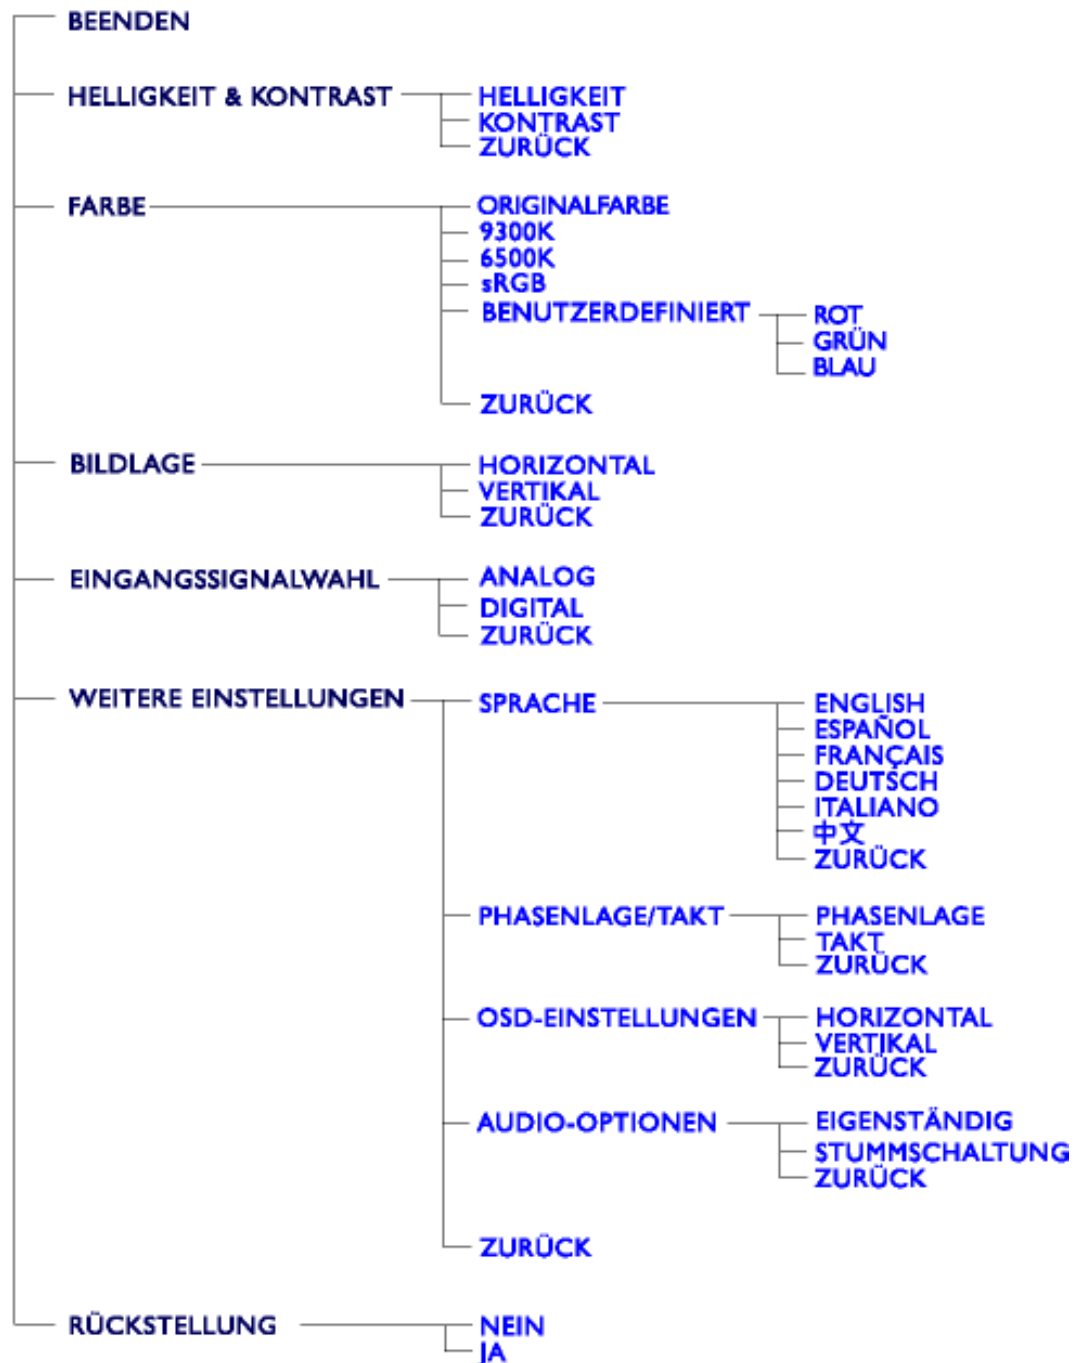 BEENDEN
HELLIGKEIT & KONTRAST
HELLIGKEIT
KONTRAST
ZURÜCK
FARBE
ORIGINALFARBE
9300K
6500K
sRGB
BENUTZERDEFINIERT
ROT
GRÜN
BLAU
ZURÜCK
BILDLAGE
HORIZONTAL
VERTIKAL
ZURÜCK
EINGANGSSIGNALWAHL
ANALOG
DIGITAL
ZURÜCK
WEITERE EINSTELLUNGEN
SPRACHE
ENGLISH
ESPAÑOL
FRANÇAIS
DEUTSCH
ITALIANO
中文
ZURÜCK
PHASENLAGE/TAKT
PHASENLAGE
TAKT
ZURÜCK
OSD-EINSTELLUNGEN
HORIZONTAL
VERTIKAL
ZURÜCK
AUDIO-OPTIONEN
EIGENSTÄNDIG
STUMMSCHALTUNG
ZURÜCK
ZURÜCK
RÜCKSTELLUNG
NEIN
JA